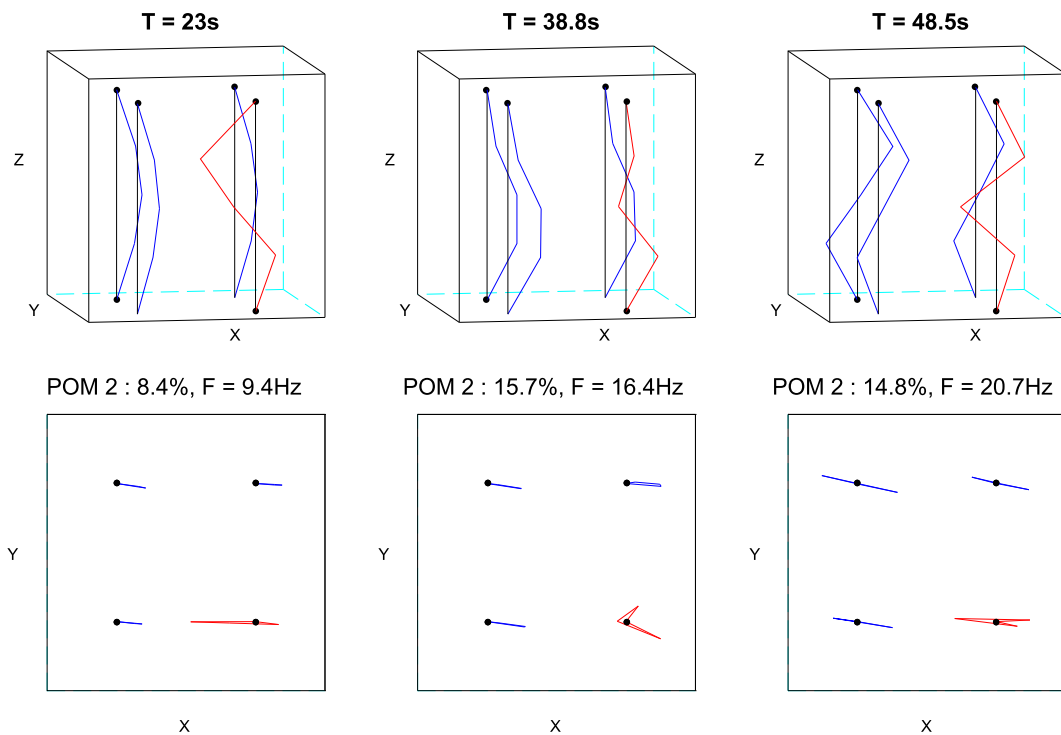 T = 23s
T = 38.8s
T = 48.5s
Z
Z
Z
Y
Y
Y
X
X
X
POM 2 : 8.4%, F = 9.4Hz
POM 2 : 15.7%, F = 16.4Hz
POM 2 : 14.8%, F = 20.7Hz
Y
Y
Y
X
X
X